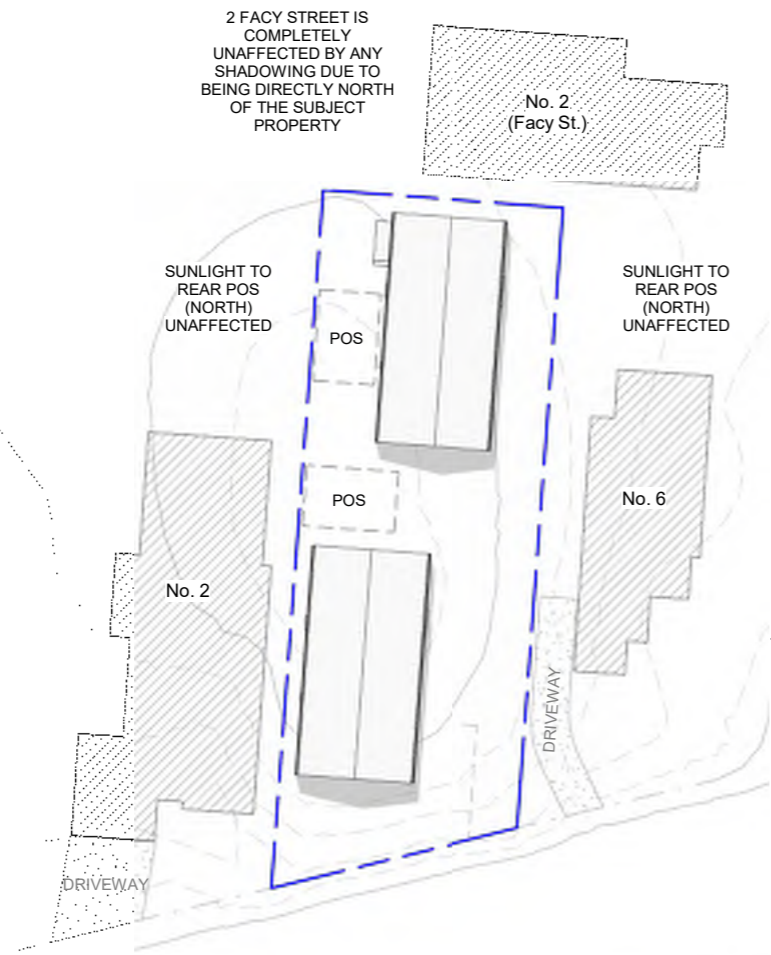 2 FACY STREET IS
COMPLETELY
UNAFFECTED BY ANY
SHADOWING DUE TO
BEING DIRECTLY NORTH
OF THE SUBJECT
PROPERTY
No. 2
(Facy St.)
SUNLIGHT TO
REAR POS
(NORTH)
UNAFFECTED
SUNLIGHT TO
REAR POS
(NORTH)
UNAFFECTED
POS
POS
No. 6
No. 2
DRIVEWAY
DRIVEWAY